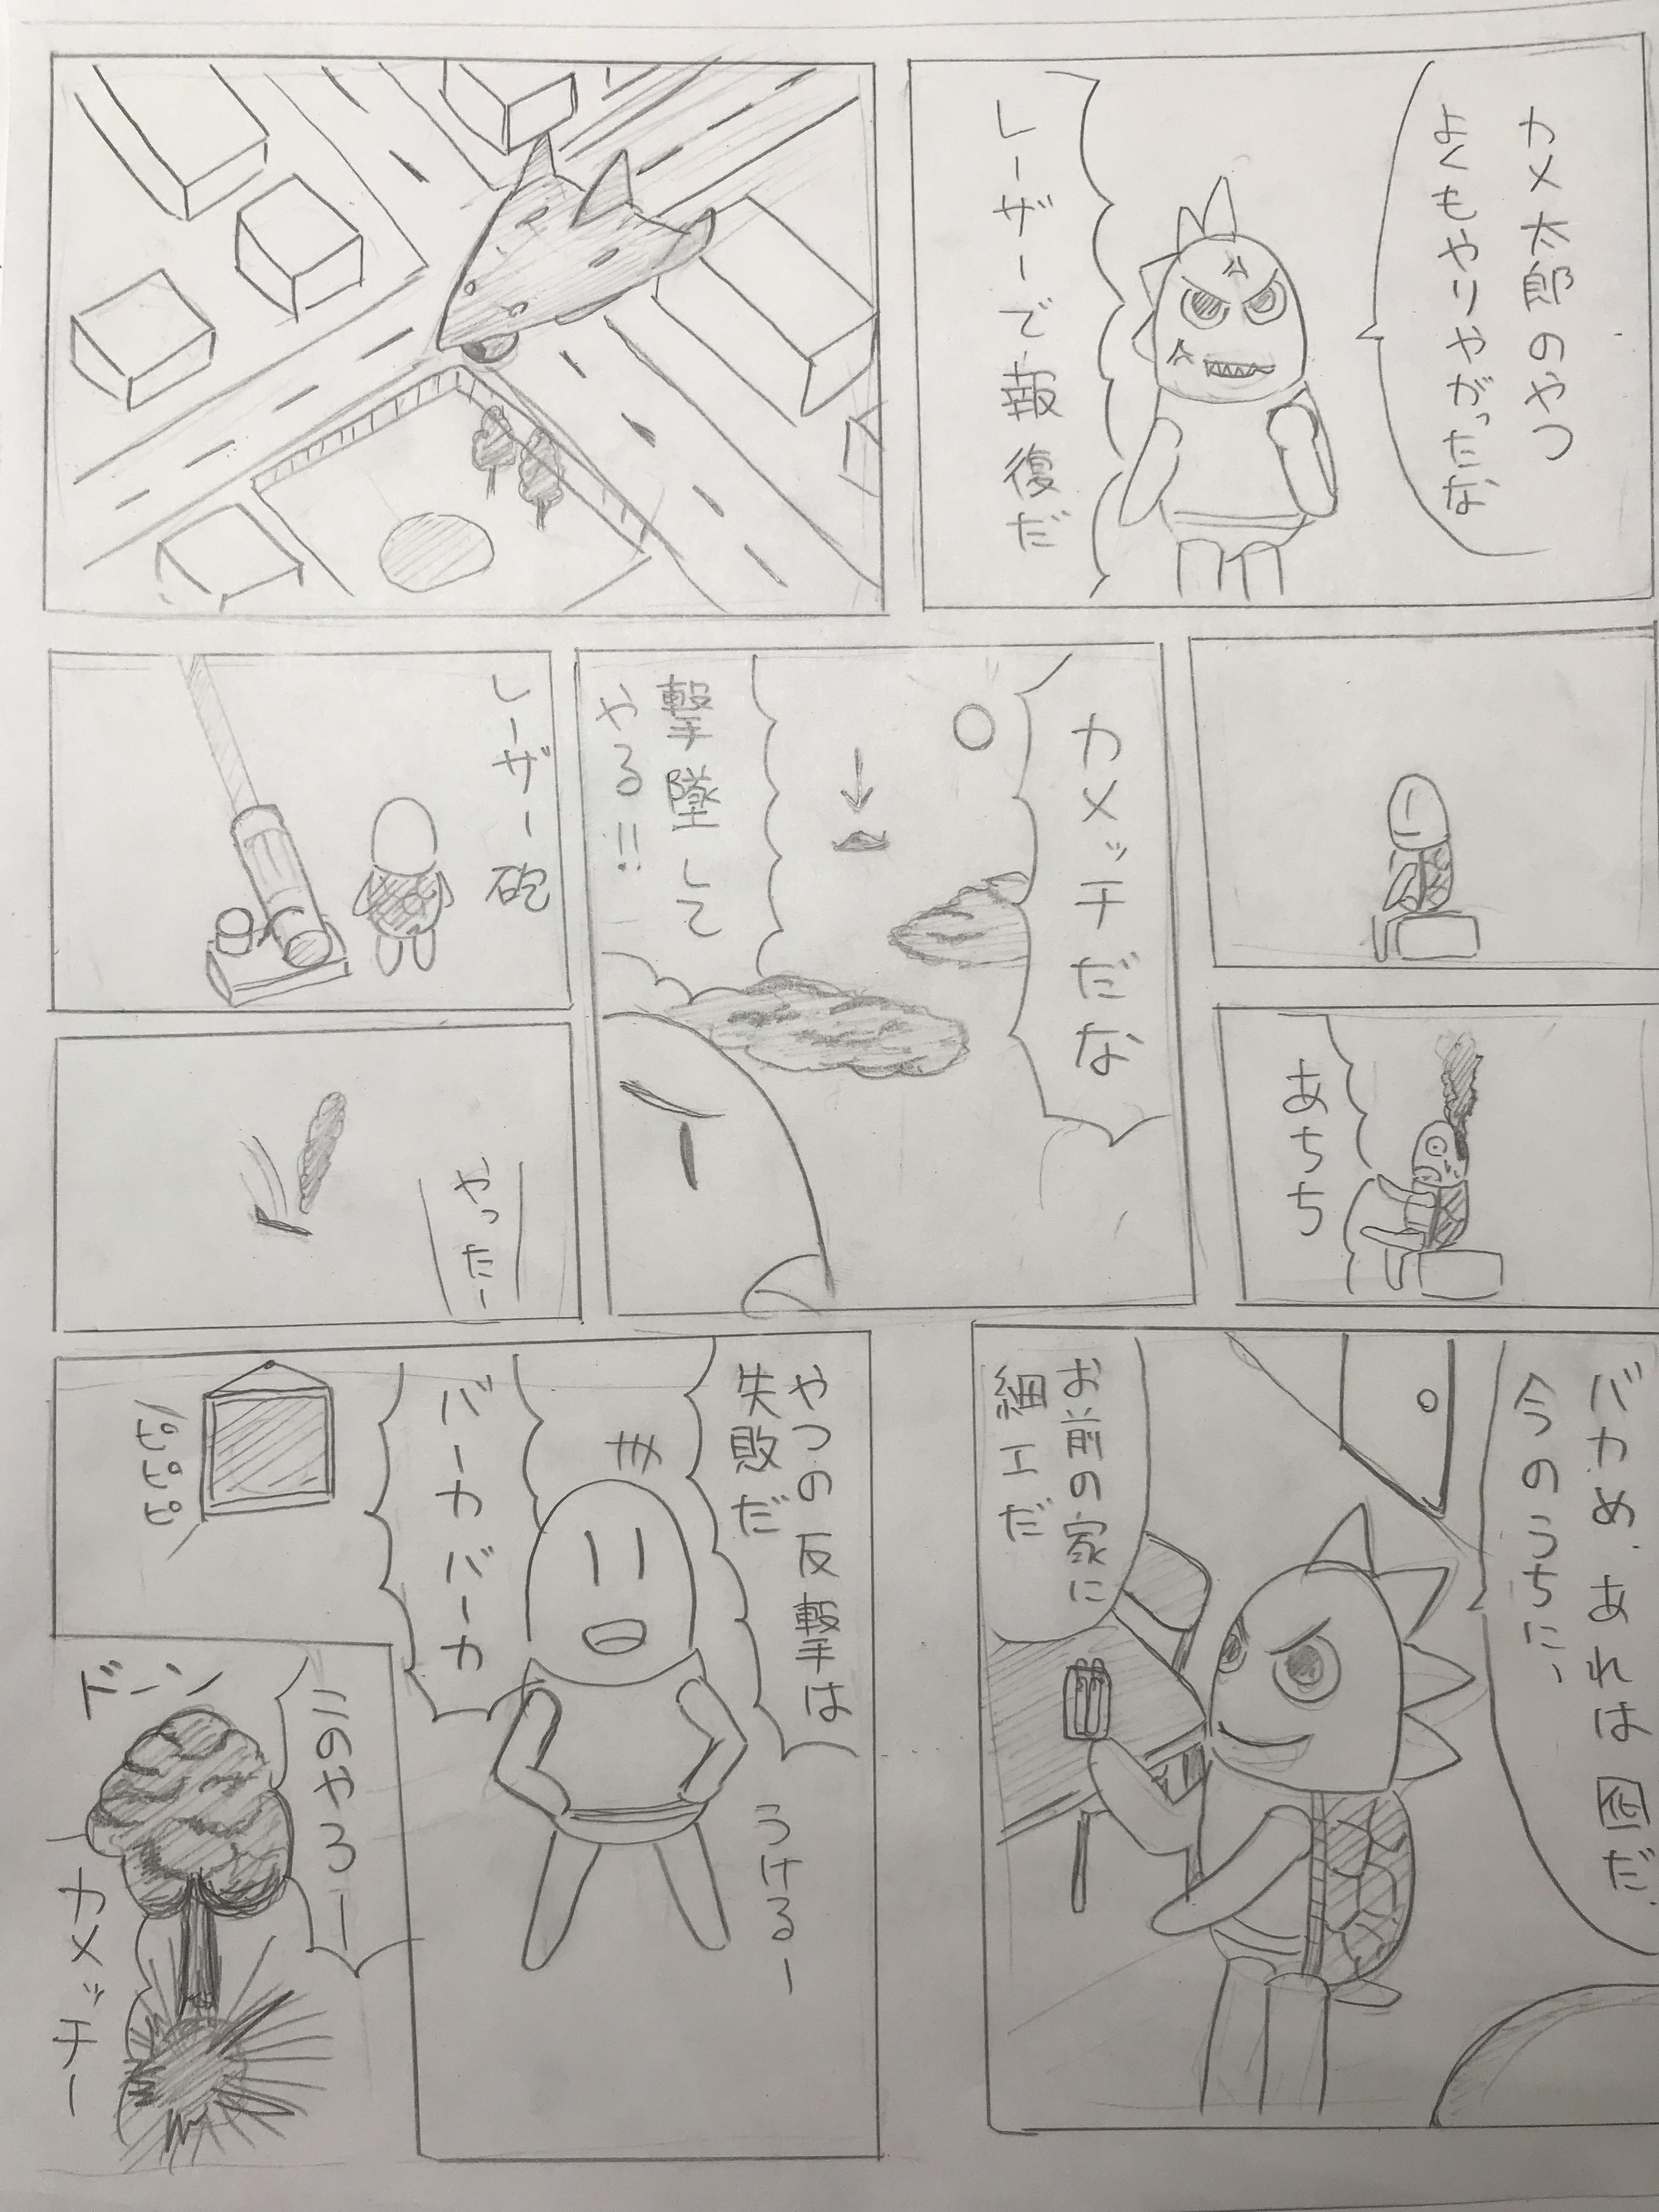 カメ太郎のやつ
よくもやりやがったな
レーザーで報復だ
あちち
カメッチだな
撃墜して
やる!!
レーザー砲
やったー
バカめ、あれは囮だ、
今のうちに、
お前の家に
細工だ
やつの反撃は
失敗だ
うけるー
バーカバーカ
ピピピ
このやろー
ドーン
カメッチー